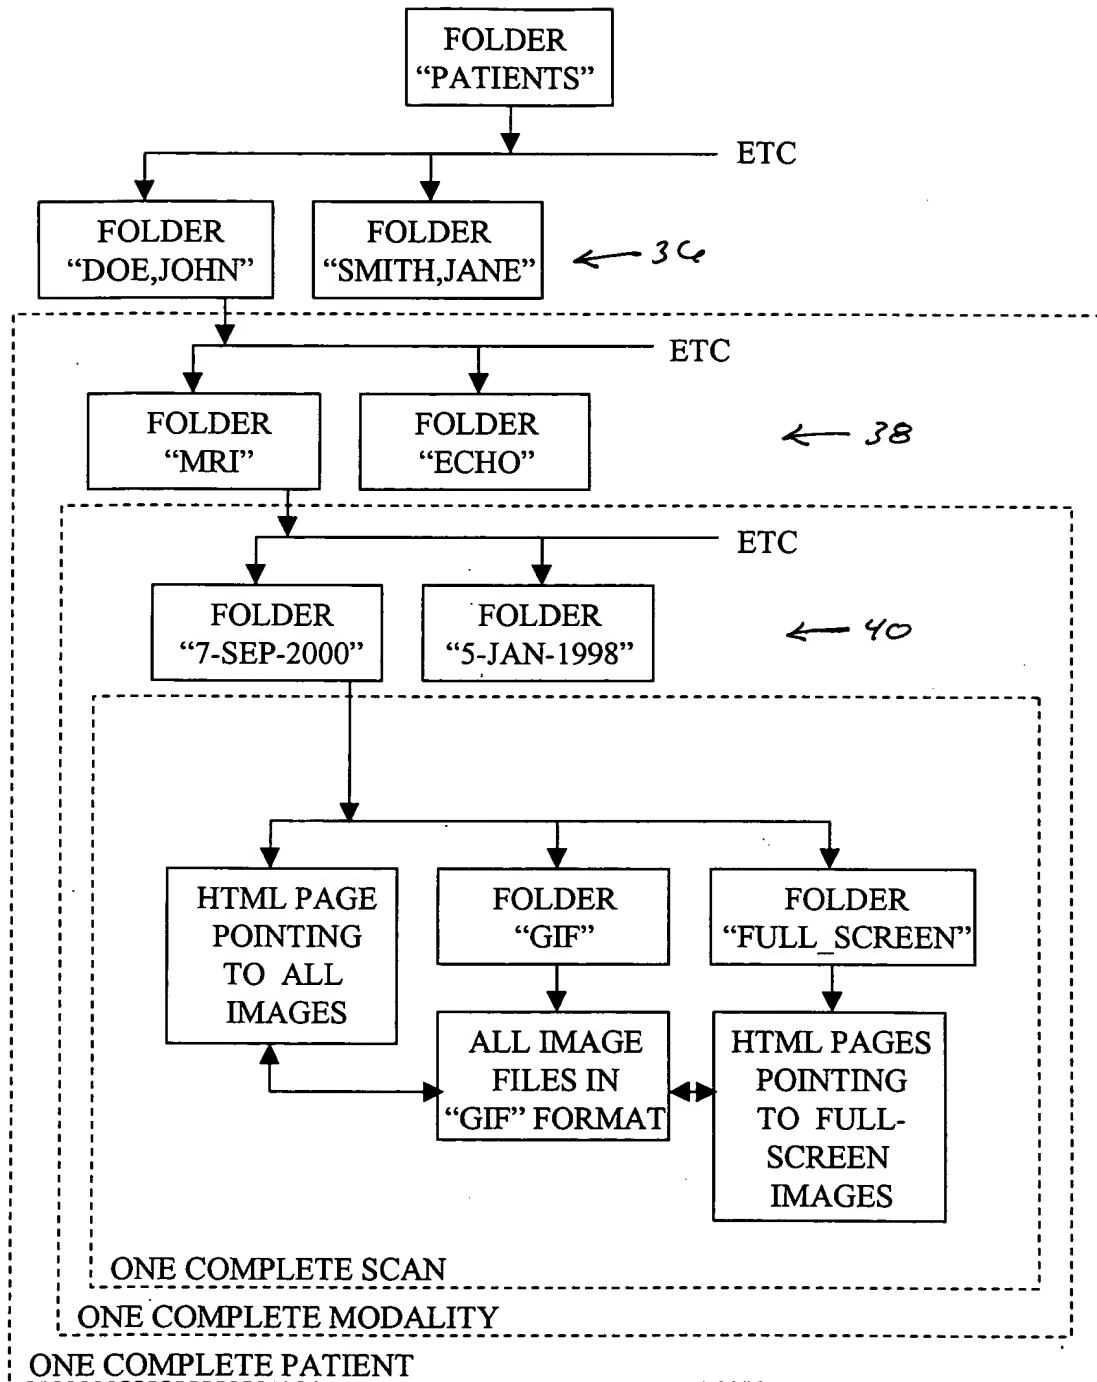 FOLDER
“PATIENTS”
ETC
FOLDER
“DOE,JOHN”
FOLDER
“SMITH,JANE”
36
ETC
FOLDER
“MRI”
FOLDER
“ECHO”
38
ETC
FOLDER
“7-SEP-2000”
FOLDER
“5-JAN-1998”
40
HTML PAGE
POINTING
TO ALL
IMAGES
FOLDER
“GIF”
FOLDER
“FULL_SCREEN”
ALL IMAGE
FILES IN
“GIF” FORMAT
HTML PAGES
POINTING
TO FULL-
SCREEN
IMAGES
ONE COMPLETE SCAN
ONE COMPLETE MODALITY
ONE COMPLETE PATIENT